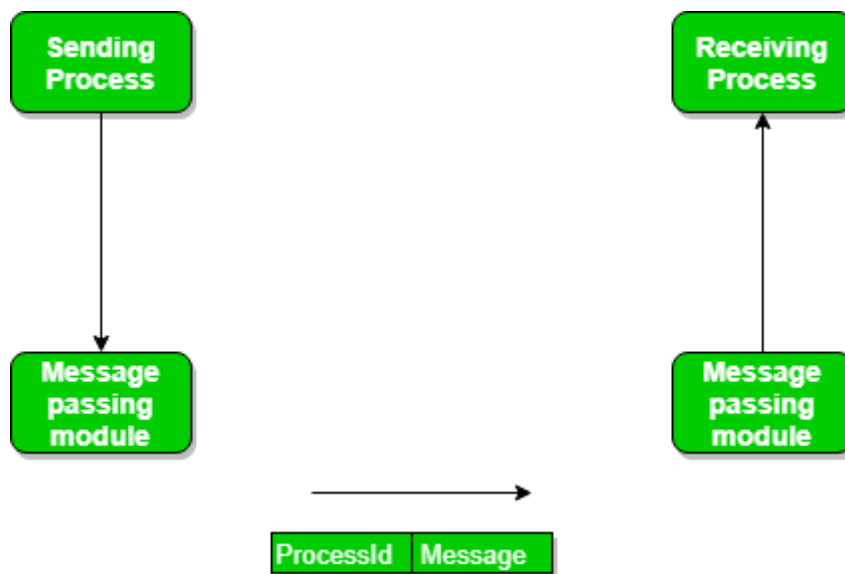 Sending
Process
Receiving
Process
Message
passing
module
Message
passing
module
ProcessId Message